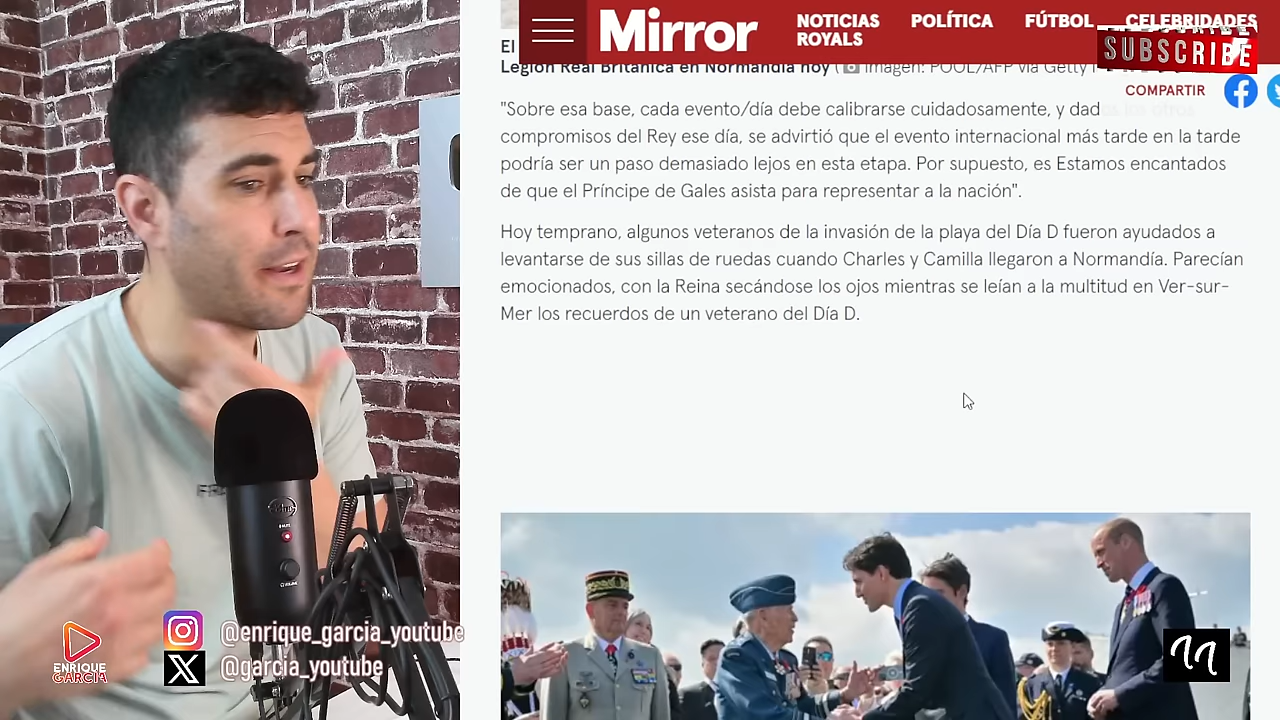 Mirror
NOTICIAS
ROYALS
POLÍTICA
FÚTBOL
CELEBRIDADES
SUBSCRIBE
El
Legión Real Británica en Normandía hoy ( Imagen: POOL/AFP vía Getty
COMPARTIR
"Sobre esa base, cada evento/día debe calibrarse cuidadosamente, y dados los otros
compromisos del Rey ese día, se advirtió que el evento internacional más tarde en la tarde
podría ser un paso demasiado lejos en esta etapa. Por supuesto, es Estamos encantados
de que el Príncipe de Gales asista para representar a la nación".
Hoy temprano, algunos veteranos de la invasión de la playa del Día D fueron ayudados a
levantarse de sus sillas de ruedas cuando Charles y Camilla llegaron a Normandía. Parecían
emocionados, con la Reina secándose los ojos mientras se leían a la multitud en Ver-sur-
Mer los recuerdos de un veterano del Día D.
ENRIQUE
GARCIA
@enrique_garcia_youtube
@garcia_youtube